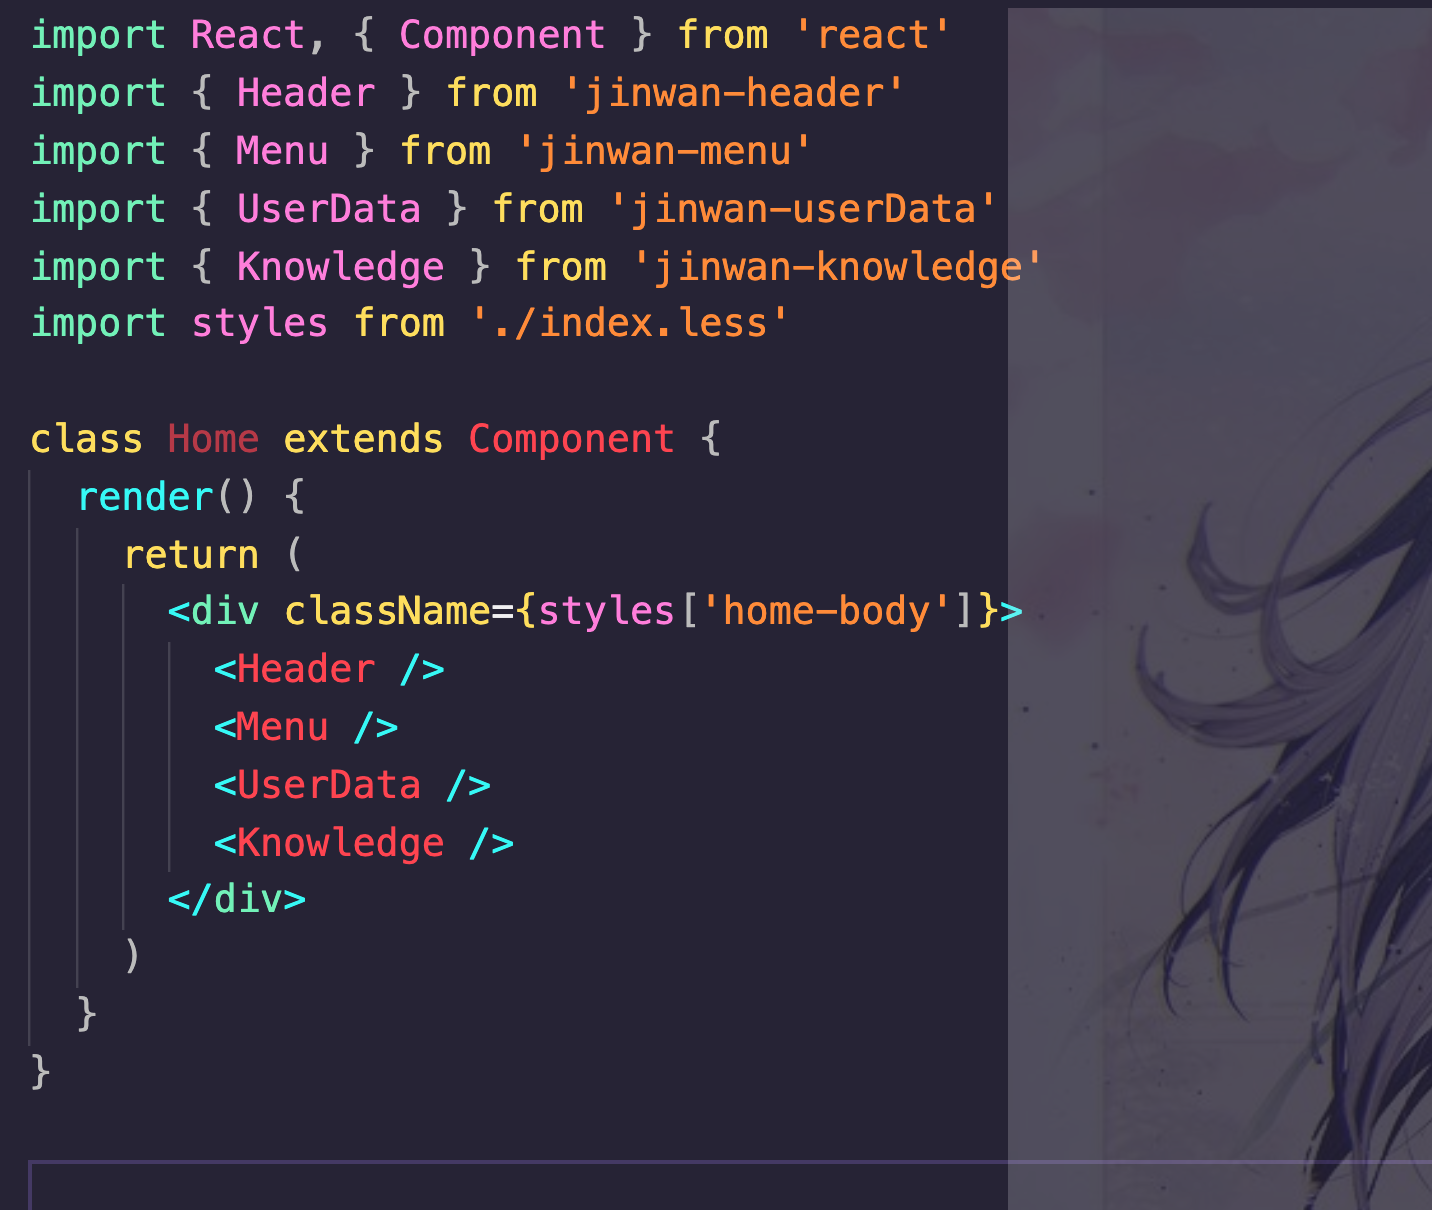 import React, { Component } from 'react'
import { Header } from 'jinwan-header'
import { Menu } from 'jinwan-menu'
import { UserData } from 'jinwan-userData'
import { Knowledge } from 'jinwan-knowledge'
import styles from './index.less'

class Home extends Component {
  render() {
    return (
      <div className={styles['home-body']}>
        <Header />
        <Menu />
        <UserData />
        <Knowledge />
      </div>
    )
  }
}